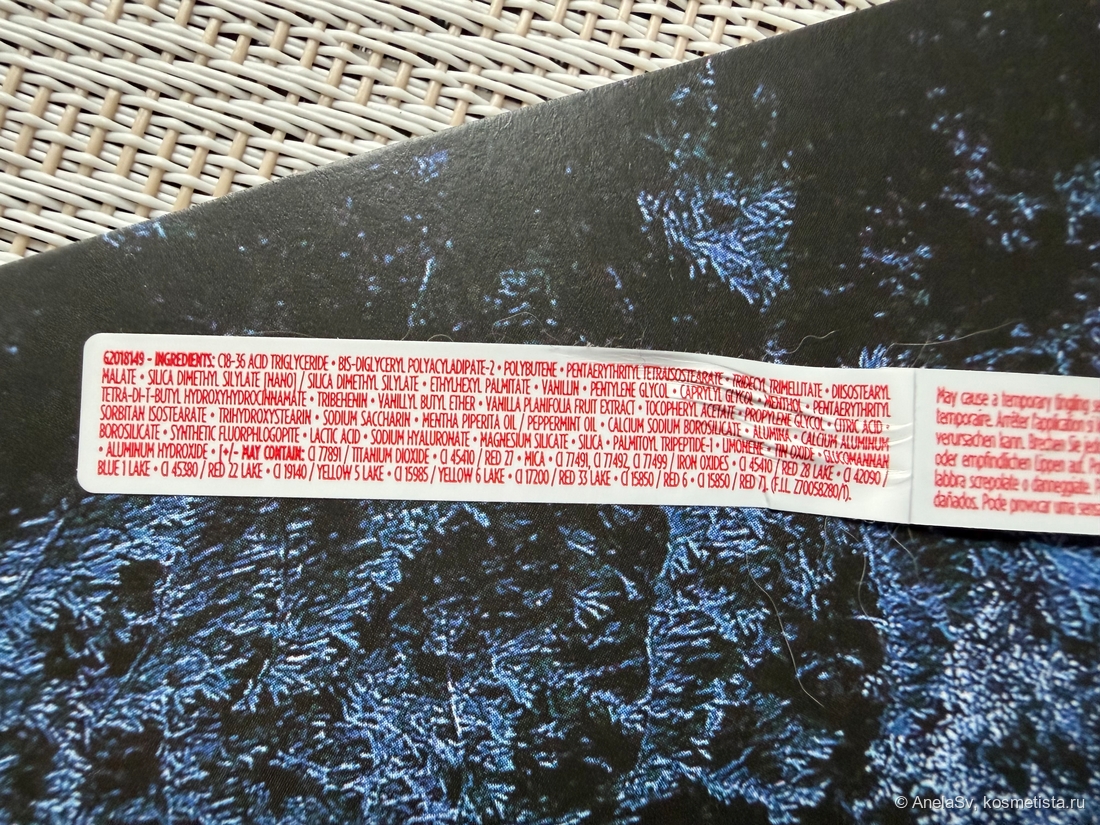 G2018149 - INGREDIENTS: C18-36 ACID TRIGLYCERIDE • BIS-DIGLYCERYL POLYACYLADIPATE-2 • POLYBUTENE • PENTAERYTHRITYL TETRAISOSTEARATE • TRIDECYL TRIMELLITATE • DIISOSTEARYL
MALATE • SILICA DIMETHYL SILYLATE [NANO] / SILICA DIMETHYL SILYLATE • ETHYLHEXYL PALMITATE • VANILLIN • PENTYLENE GLYCOL • CAPRYLYL GLYCOL • MENTHOL • PENTAERYTHRITYL
TETRA-DI-T-BUTYL HYDROXYHYDROCINNAMATE • TRIBEHENIN • VANILLYL BUTYL ETHER • VANILLA PLANIFOLIA FRUIT EXTRACT • TOCOPHERYL ACETATE • PROPYLENE GLYCOL • CITRIC ACID •
SORBITAN ISOSTEARATE • TRIHYDROXYSTEARIN • SODIUM SACCHARIN • MENTHA PIPERITA OIL / PEPPERMINT OIL • CALCIUM SODIUM BOROSILICATE • ALUMINA • CALCIUM ALUMINUM
BOROSILICATE • SYNTHETIC FLUORPHLOGOPITE • LACTIC ACID • SODIUM HYALURONATE • MAGNESIUM SILICATE • SILICA • PALMITOYL TRIPEPTIDE-1 • LIMONENE • TIN OXIDE • GLUCOMANNAN
• ALUMINUM HYDROXIDE • [+/- MAY CONTAIN: CI 77891 / TITANIUM DIOXIDE • CI 45410 / RED 27 • MICA • CI 77491, CI 77492, CI 77499 / IRON OXIDES • CI 45410 / RED 28 LAKE • CI 42090 /
BLUE 1 LAKE • CI 45380 / RED 22 LAKE • CI 19140 / YELLOW 5 LAKE • CI 15985 / YELLOW 6 LAKE • CI 17200 / RED 33 LAKE • CI 15850 / RED 6 • CI 15850 / RED 7]. (F.I.L. Z70058280/1).
May cause a temporary tingling
temporaire. Arrêter l'application si
verursachen kann. Brechen Sie
oder empfindlichen Lippen auf.
labbra screpolate o danneggiate.
dañados. Pode provocar uma
© AnelaSv, kosmetista.ru